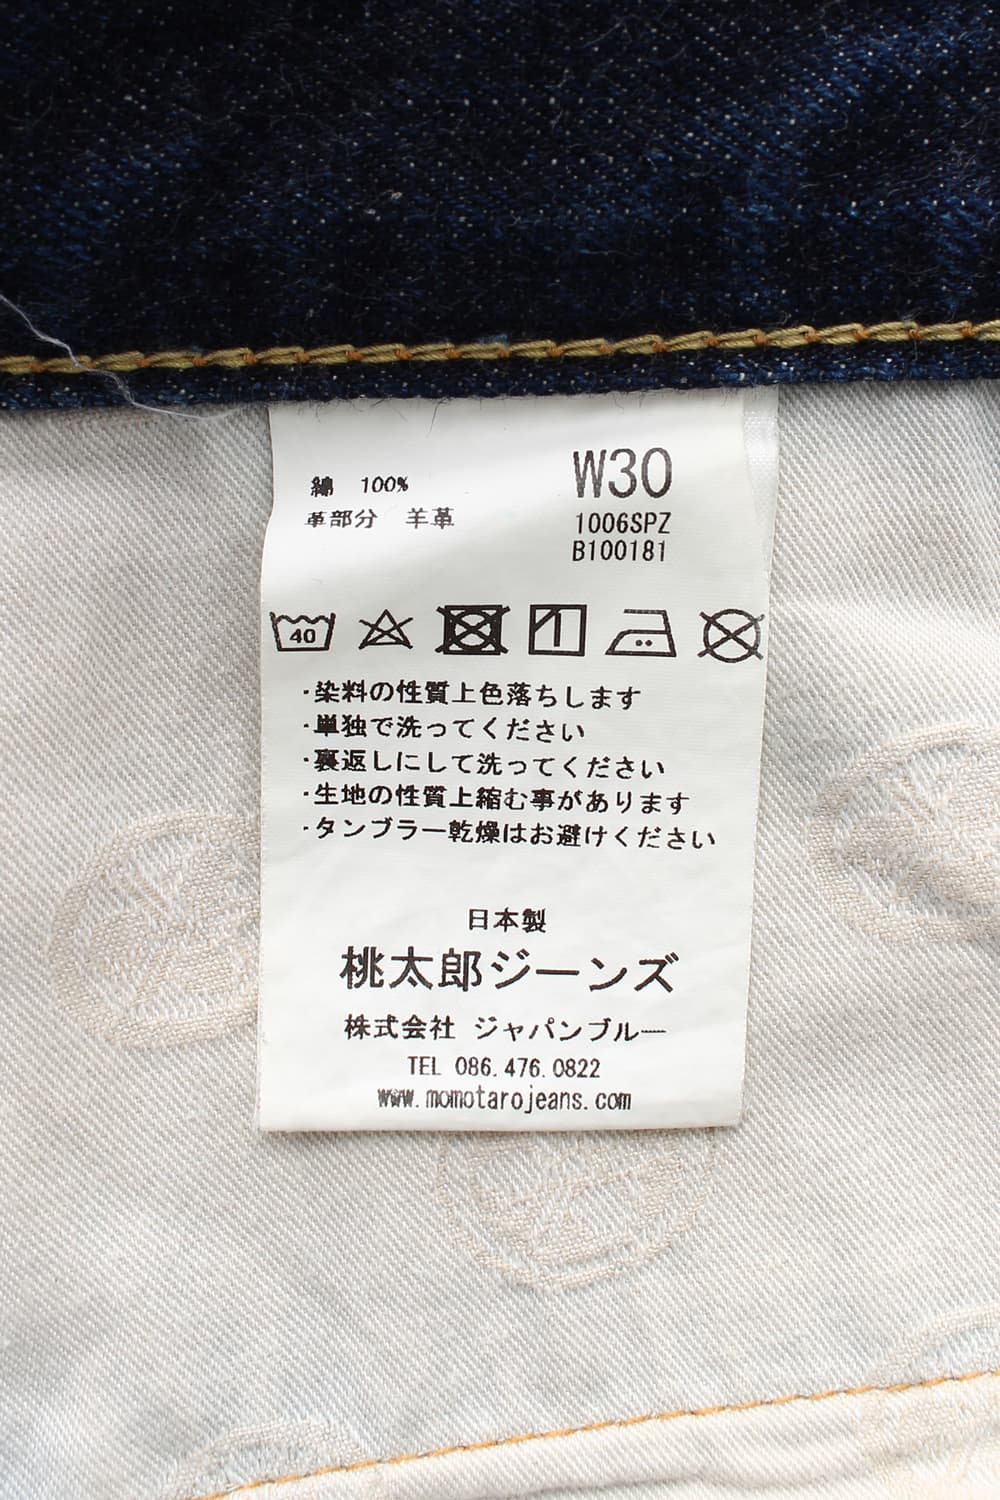 綿 100%
革部分 羊革
W30
1006SPZ
B100181
40
・染料の性質上色落ちします
・単独で洗ってください
・裏返しにして洗ってください
・生地の性質上縮む事があります
・タンブラー乾燥はお避けください
日本製
桃太郎ジーンズ
株式会社 ジャパンブルー
TEL 086.476.0822
www.momotarojeans.com